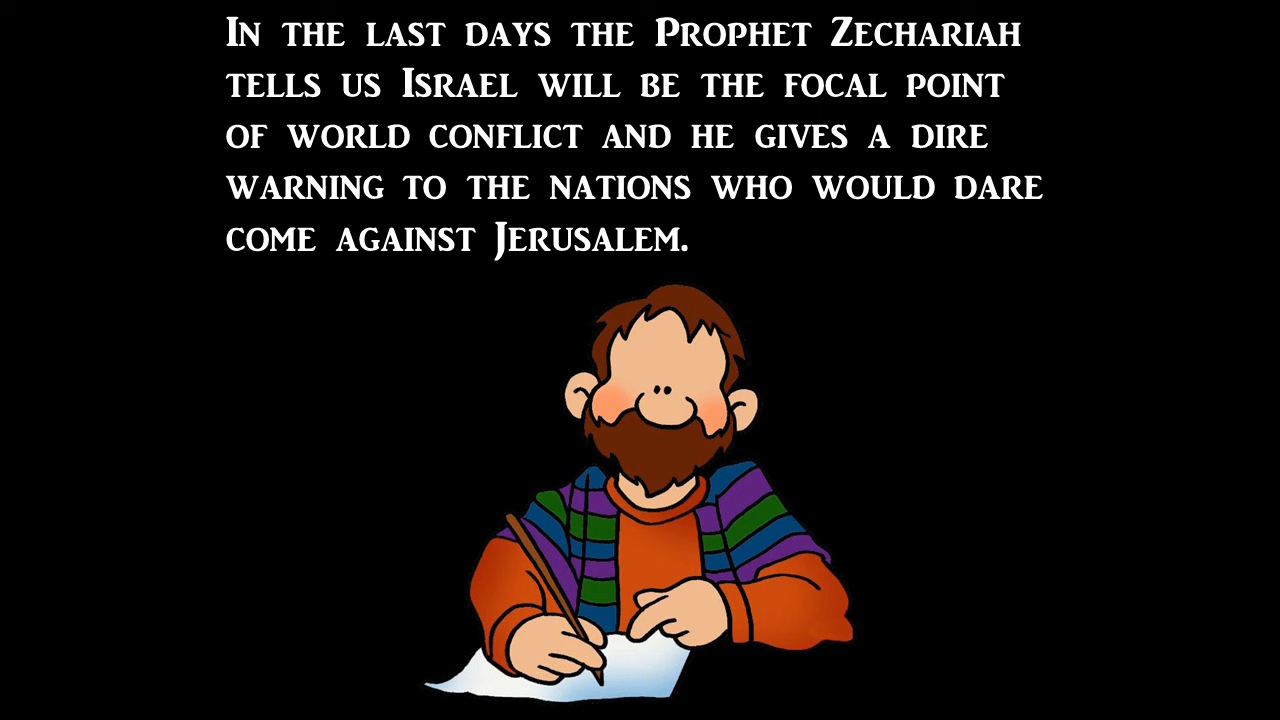 In the last days the Prophet Zechariah
tells us Israel will be the focal point
of world conflict and he gives a dire
warning to the nations who would dare
come against Jerusalem.